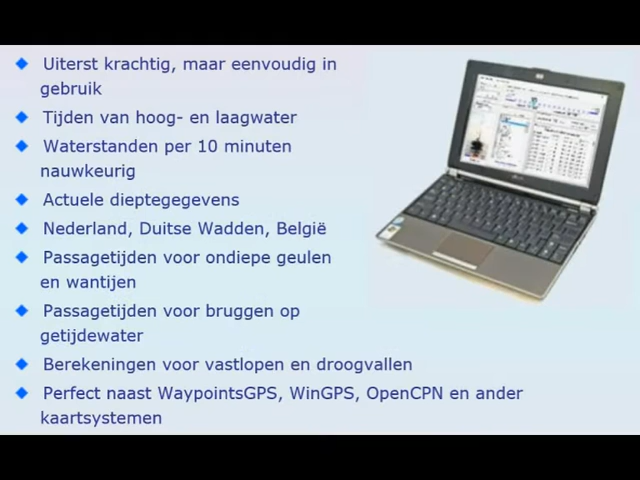 Uiterst krachtig, maar eenvoudig in
gebruik
Tijden van hoog- en laagwater
Waterstanden per 10 minuten
nauwkeurig
Actuele dieptegegevens
Nederland, Duitse Wadden, België
Passagetijden voor ondiepe geulen
en wantijen
Passagetijden voor bruggen op
getijdewater
Berekeningen voor vastlopen en droogvallen
Perfect naast WaypointsGPS, WinGPS, OpenCPN en ander
kaartsystemen